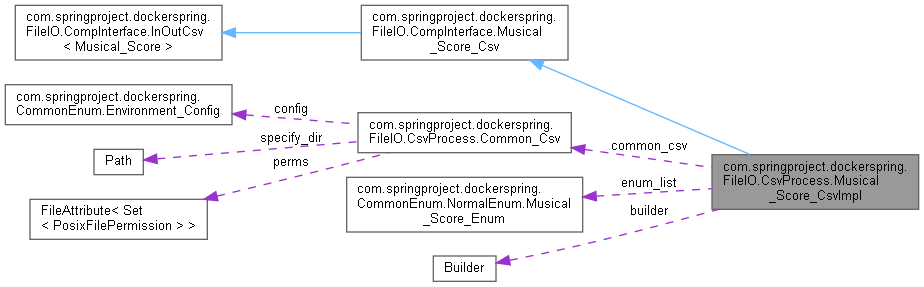 com.springproject.dockerspring.
FileIO.CompInterface.InOutCsv
< Musical_Score >
com.springproject.dockerspring.
FileIO.CompInterface.Musical
_Score_Csv
com.springproject.dockerspring.
CommonEnum.Environment_Config
config
specify_dir
perms
Path
FileAttribute< Set
< PosixFilePermission > >
com.springproject.dockerspring.
FileIO.CsvProcess.Common_Csv
com.springproject.dockerspring.
CommonEnum.NormalEnum.Musical
_Score_Enum
Builder
common_csv
enum_list
builder
com.springproject.dockerspring.
FileIO.CsvProcess.Musical
_Score_CsvImpl